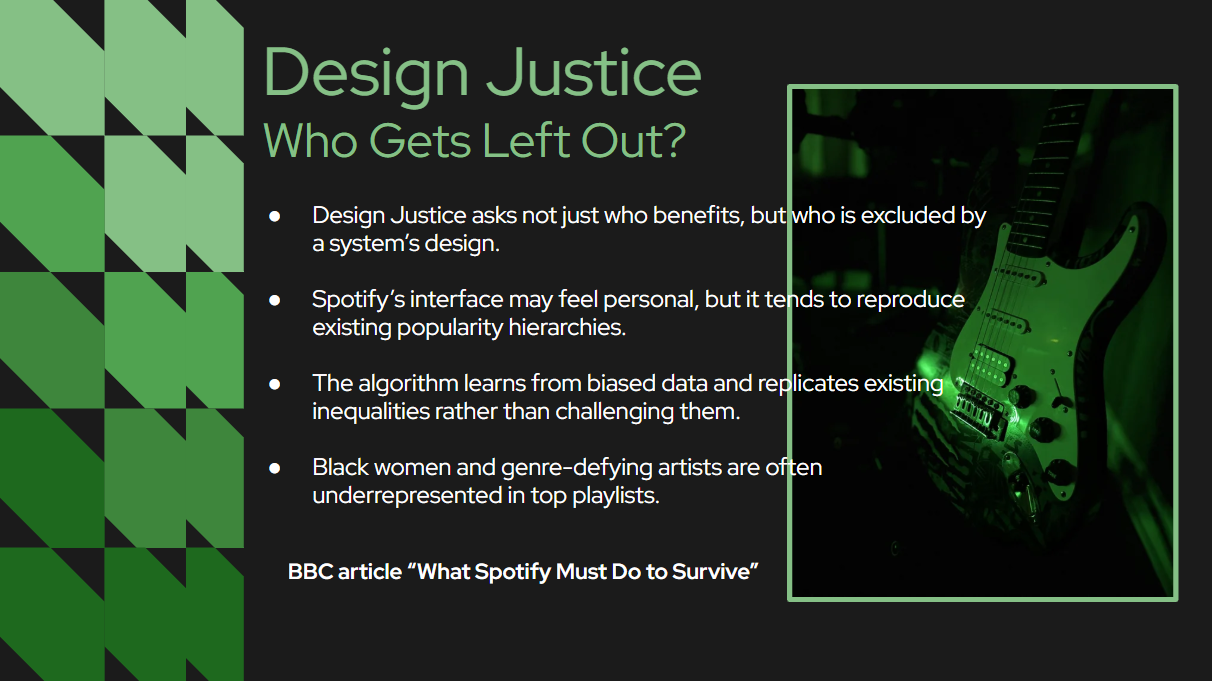 Design Justice
Who Gets Left Out?
● Design Justice asks not just who benefits, but who is excluded by
a system’s design.
● Spotify’s interface may feel personal, but it tends to reproduce
existing popularity hierarchies.
● The algorithm learns from biased data and replicates existing
inequalities rather than challenging them.
● Black women and genre-defying artists are often
underrepresented in top playlists.
BBC article “What Spotify Must Do to Survive”